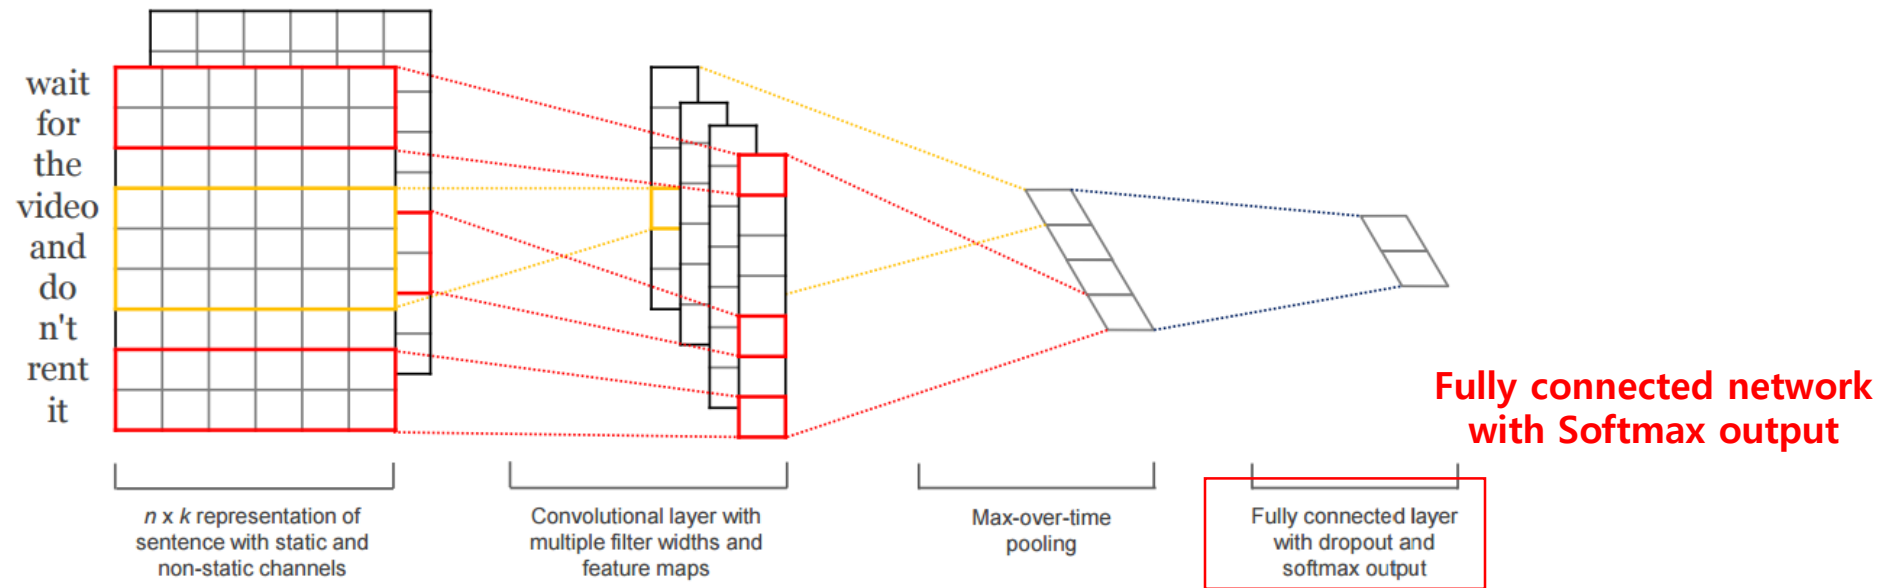 wait
for
the
video
and
do
n't
rent
it
Fully connected network
with Softmax output
n x k representation of
sentence with static and
non-static channels
Convolutional layer with
multiple filter widths and
feature maps
Max-over-time
pooling
Fully connected layer
with dropout and
softmax output